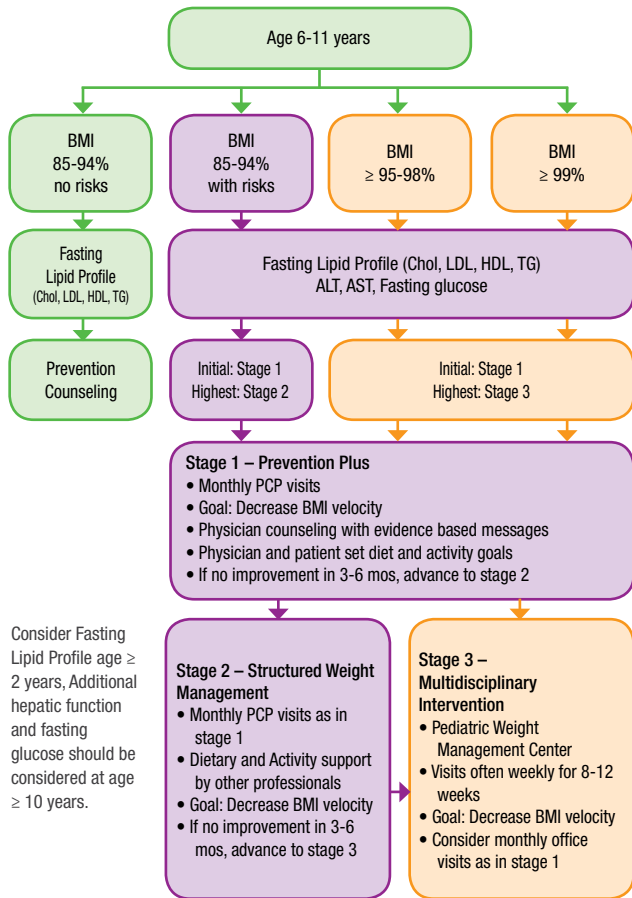 Age 6-11 years
BMI
85-94%
no risks
BMI
85-94%
with risks
BMI
≥ 95-98%
BMI
≥ 99%
Fasting
Lipid Profile
(Chol, LDL, HDL, TG)
Fasting Lipid Profile (Chol, LDL, HDL, TG)
ALT, AST, Fasting glucose
Prevention
Counseling
Initial: Stage 1
Highest: Stage 2
Initial: Stage 1
Highest: Stage 3
Stage 1 – Prevention Plus
• Monthly PCP visits
• Goal: Decrease BMI velocity
• Physician counseling with evidence based messages
• Physician and patient set diet and activity goals
• If no improvement in 3-6 mos, advance to stage 2
Consider Fasting
Lipid Profile age ≥
2 years, Additional
hepatic function
and fasting
glucose should be
considered at age
≥ 10 years.
Stage 2 – Structured Weight
Management
• Monthly PCP visits as in
stage 1
• Dietary and Activity support
by other professionals
• Goal: Decrease BMI velocity
• If no improvement in 3-6
mos, advance to stage 3
Stage 3 –
Multidisciplinary
Intervention
• Pediatric Weight
Management Center
• Visits often weekly for 8-12
weeks
• Goal: Decrease BMI velocity
• Consider monthly office
visits as in stage 1